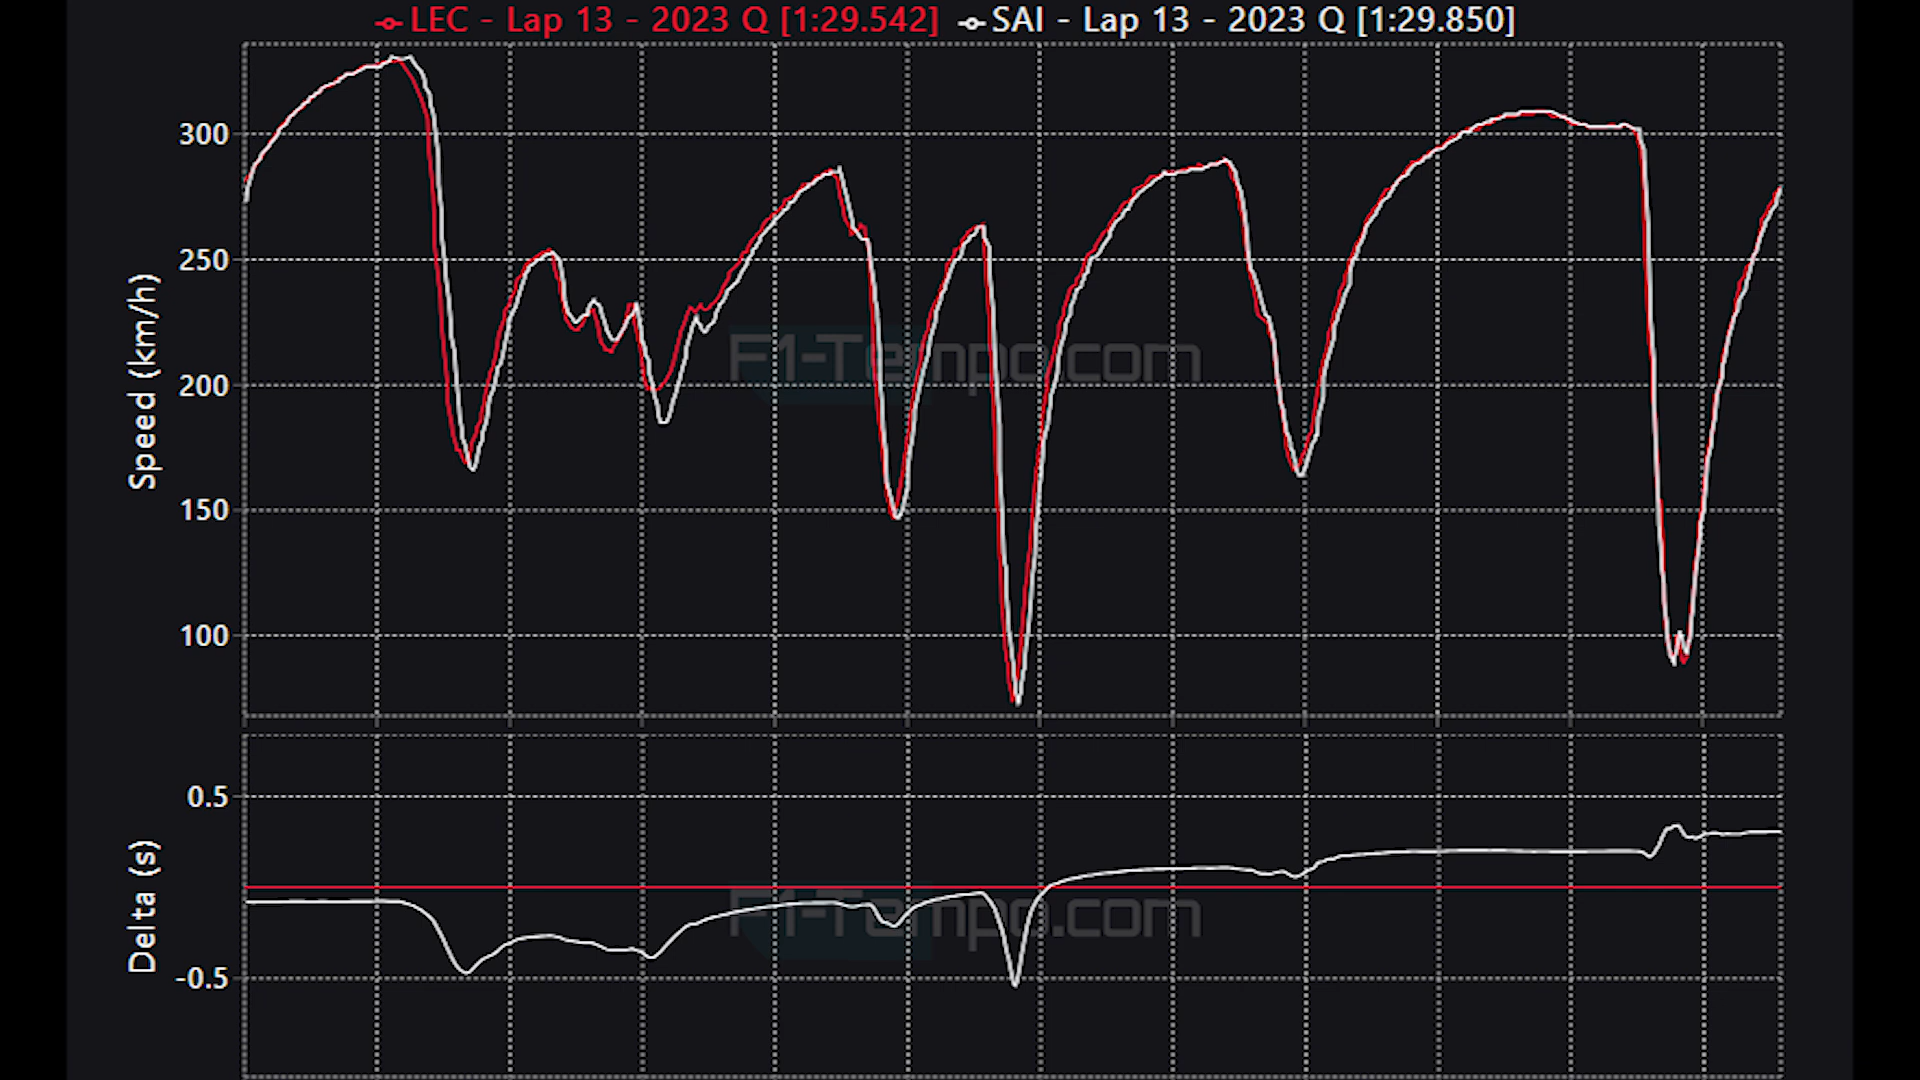 LEC - Lap 13 - 2023 Q [1:29.542] SAI - Lap 13 - 2023 Q [1:29.850]
300
250
200
150
100
Speed (km/h)
F1-Tempo.com
0.5
-0.5
Delta (s)
F1-Tempo.com